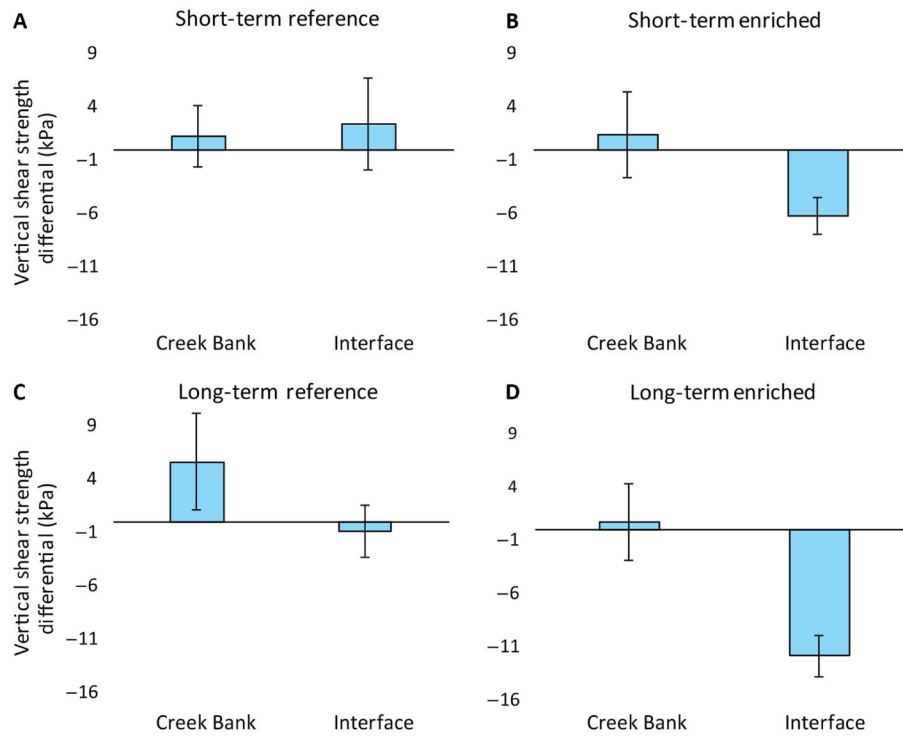 A
Short-term reference
Vertical shear strength
differential (kPa)
9
4
−1
−6
−11
−16
Creek Bank
Interface
B
Short-term enriched
9
4
−1
−6
−11
−16
Creek Bank
Interface
C
Long-term reference
Vertical shear strength
differential (kPa)
9
4
−1
−6
−11
−16
Creek Bank
Interface
D
Long-term enriched
9
4
−1
−6
−11
−16
Creek Bank
Interface